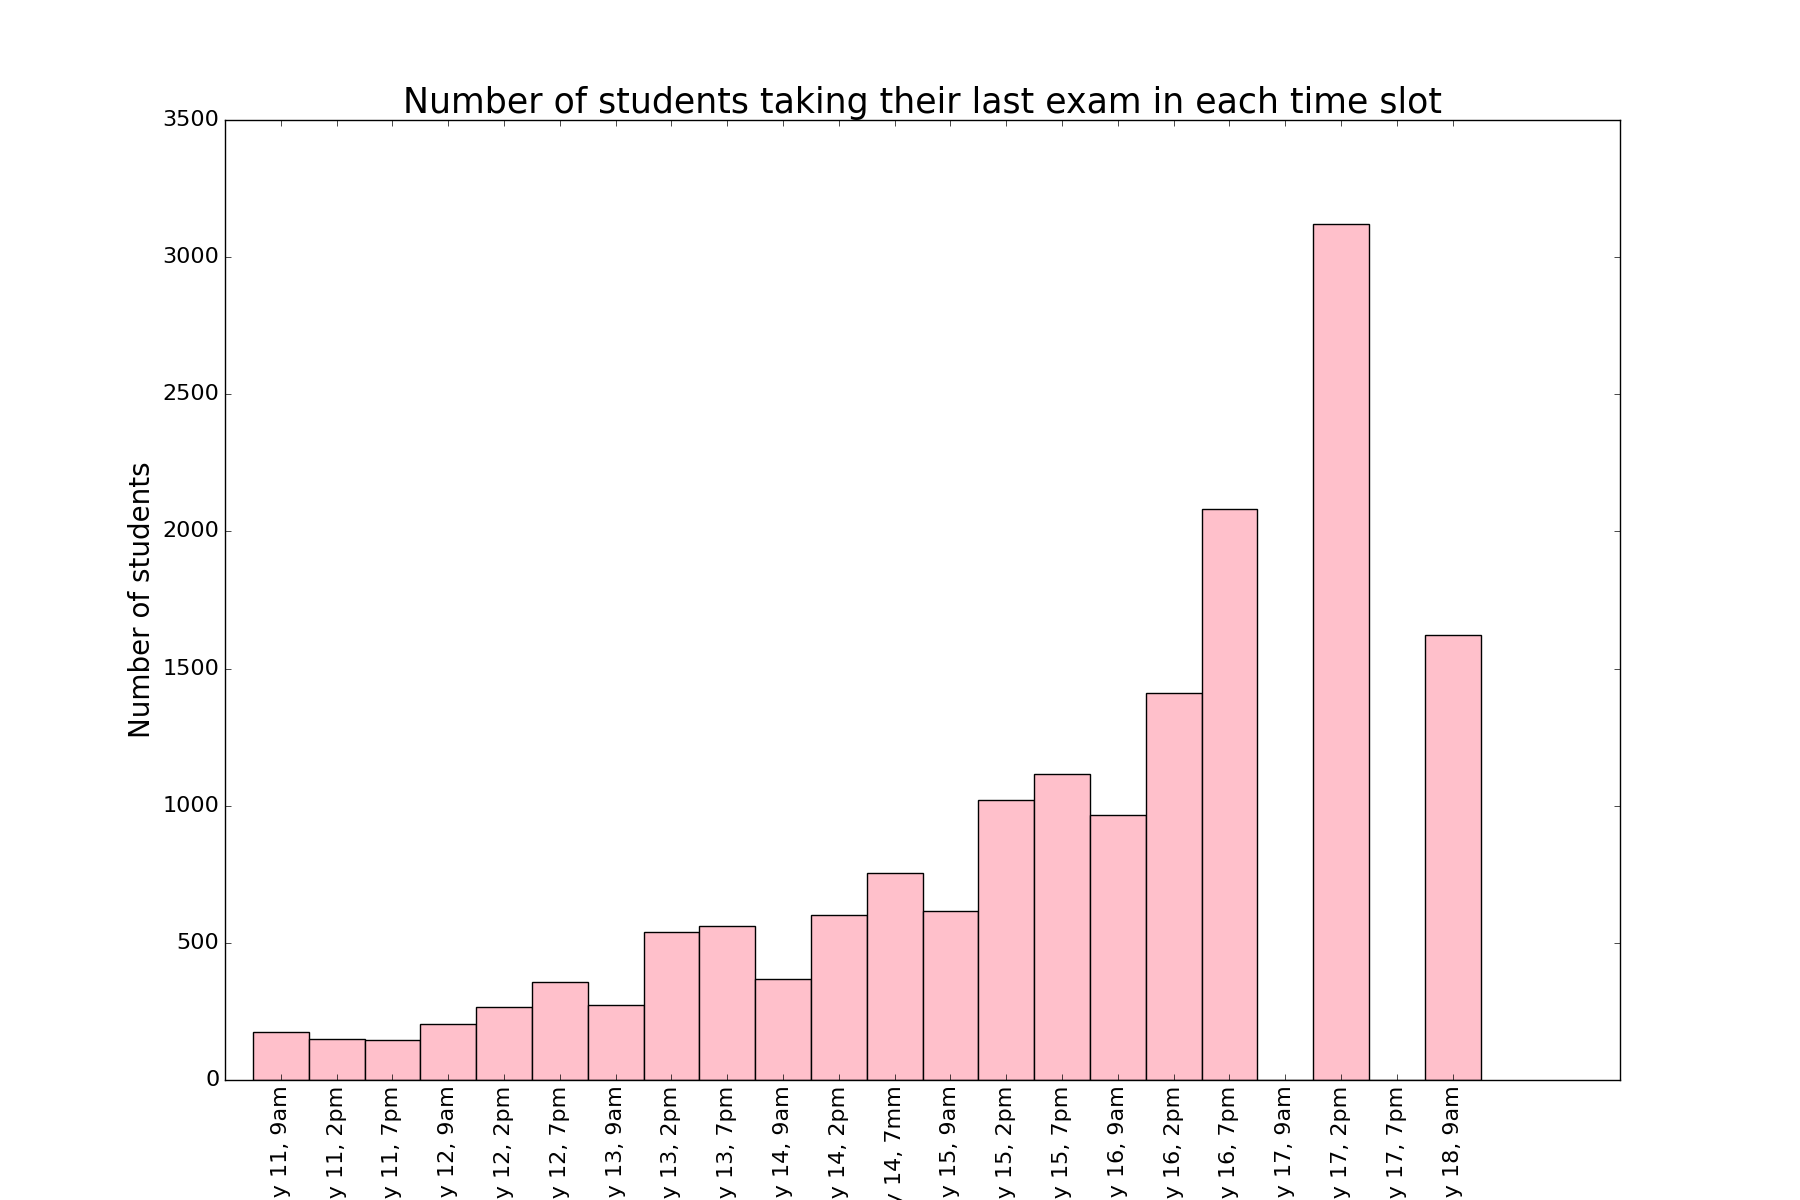 Number of students taking their last exam in each time slot
Number of students
3500
3000
2500
2000
1500
1000
500
0
y 11, 9am
y 11, 2pm
y 11, 7pm
y 12, 9am
y 12, 2pm
y 12, 7pm
y 13, 9am
y 13, 2pm
y 13, 7pm
y 14, 9am
y 14, 2pm
y 14, 7mm
y 15, 9am
y 15, 2pm
y 15, 7pm
y 16, 9am
y 16, 2pm
y 16, 7pm
y 17, 9am
y 17, 2pm
y 17, 7pm
y 18, 9am